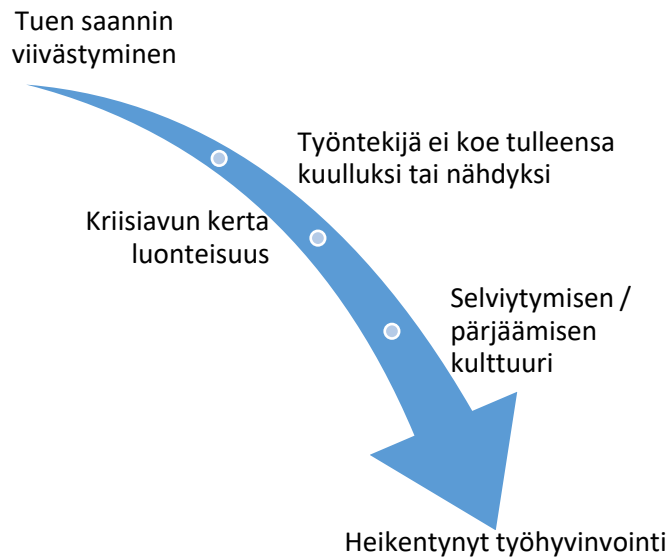 Tuen saannin
viivästyminen
Työntekijä ei koe tulleensa
kuulluksi tai nähdyksi
Kriisiavun kerta
luonteisuus
Selviytymisen /
pärjäämisen
kulttuuri
Heikentynyt työhyvinvointi